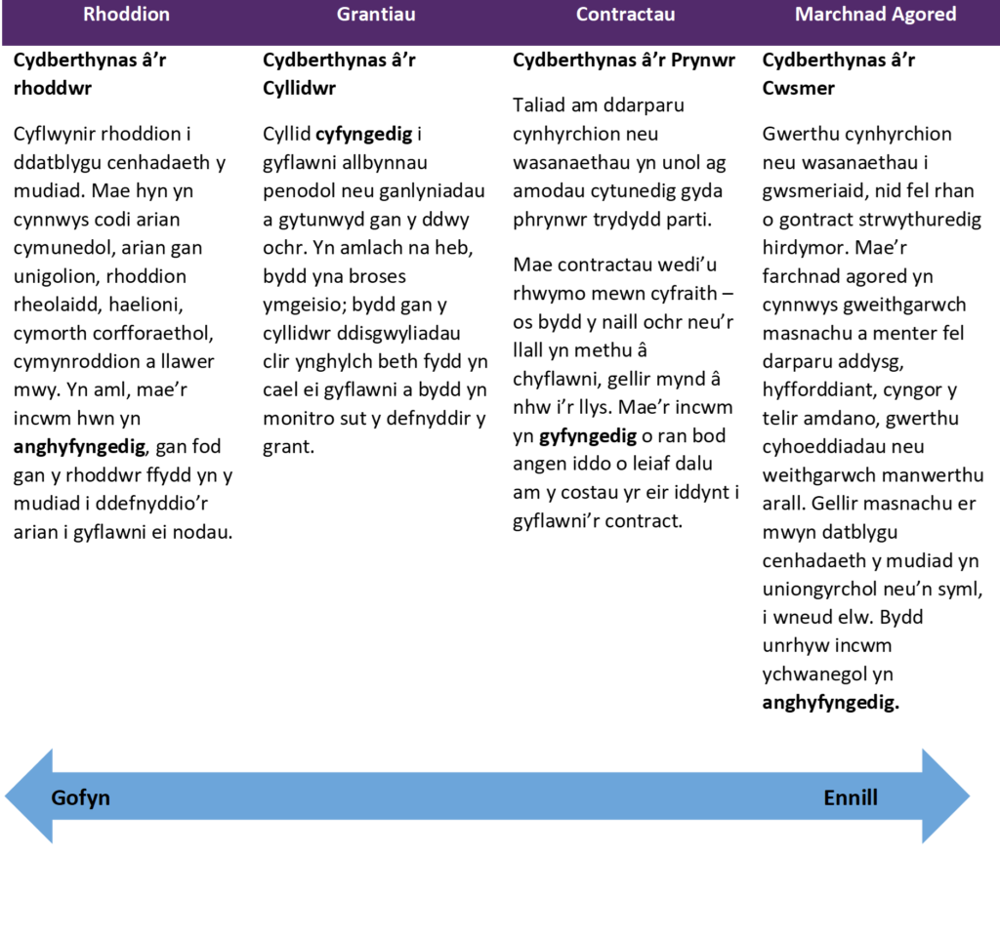 Rhoddion
Grantiau
Contractau
Marchnad Agored
Cydberthynas â’r
rhoddwr
Cyflwynir rhoddion i
ddatblygu cenhadaeth y
mudiad. Mae hyn yn
cynnwys codi arian
cymunedol, arian gan
unigolion, rhoddion
rheolaidd, haelioni,
cymorth corfforaethol,
cymynroddion a llawer
mwy. Yn aml, mae’r
incwm hwn yn
anghyfyngedig, gan fod
gan y rhoddwr ffydd yn y
mudiad i ddefnyddio’r
arian i gyflawni ei nodau.
Cydberthynas â’r
Cyllidwr
Cyllid cyfyngedig i
gyflawni allbynnau
penodol neu ganlyniadau
a gytunwyd gan y ddwy
ochr. Yn amlach na heb,
bydd yna broses
ymgeisio; bydd gan y
cyllidwr ddisgwyliadau
clir ynghylch beth fydd yn
cael ei gyflawni a bydd yn
monitro sut y defnyddir y
grant.
Cydberthynas â’r Prynwr
Taliad am ddarparu
cynhyrchion neu
wasanaethau yn unol ag
amodau cytunedig gyda
phrynwr trydydd parti.
Mae contractau wedi’u
rhwymo mewn cyfraith –
os bydd y naill ochr neu’r
llall yn methu â
chyflawni, gellir mynd â
nhw i’r llys. Mae’r incwm
yn gyfyngedig o ran bod
angen iddo o leiaf dalu
am y costau yr eir iddynt i
gyflawni’r contract.
Cydberthynas â’r
Cwsmer
Gwerthu cynhyrchion
neu wasanaethau i
gwsmeriaid, nid fel rhan
o gontract strwythuredig
hirdymor. Mae’r
farchnad agored yn
cynnwys gweithgarwch
masnachu a menter fel
darparu addysg,
hyfforddiant, cyngor y
telir amdano, gwerthu
cyhoeddiadau neu
weithgarwch manwerthu
arall. Gellir masnachu er
mwyn datblygu
cenhadaeth y mudiad yn
uniongyrchol neu’n syml,
i wneud elw. Bydd
unrhyw incwm
ychwanegol yn
anghyfyngedig.
Gofyn
Ennill